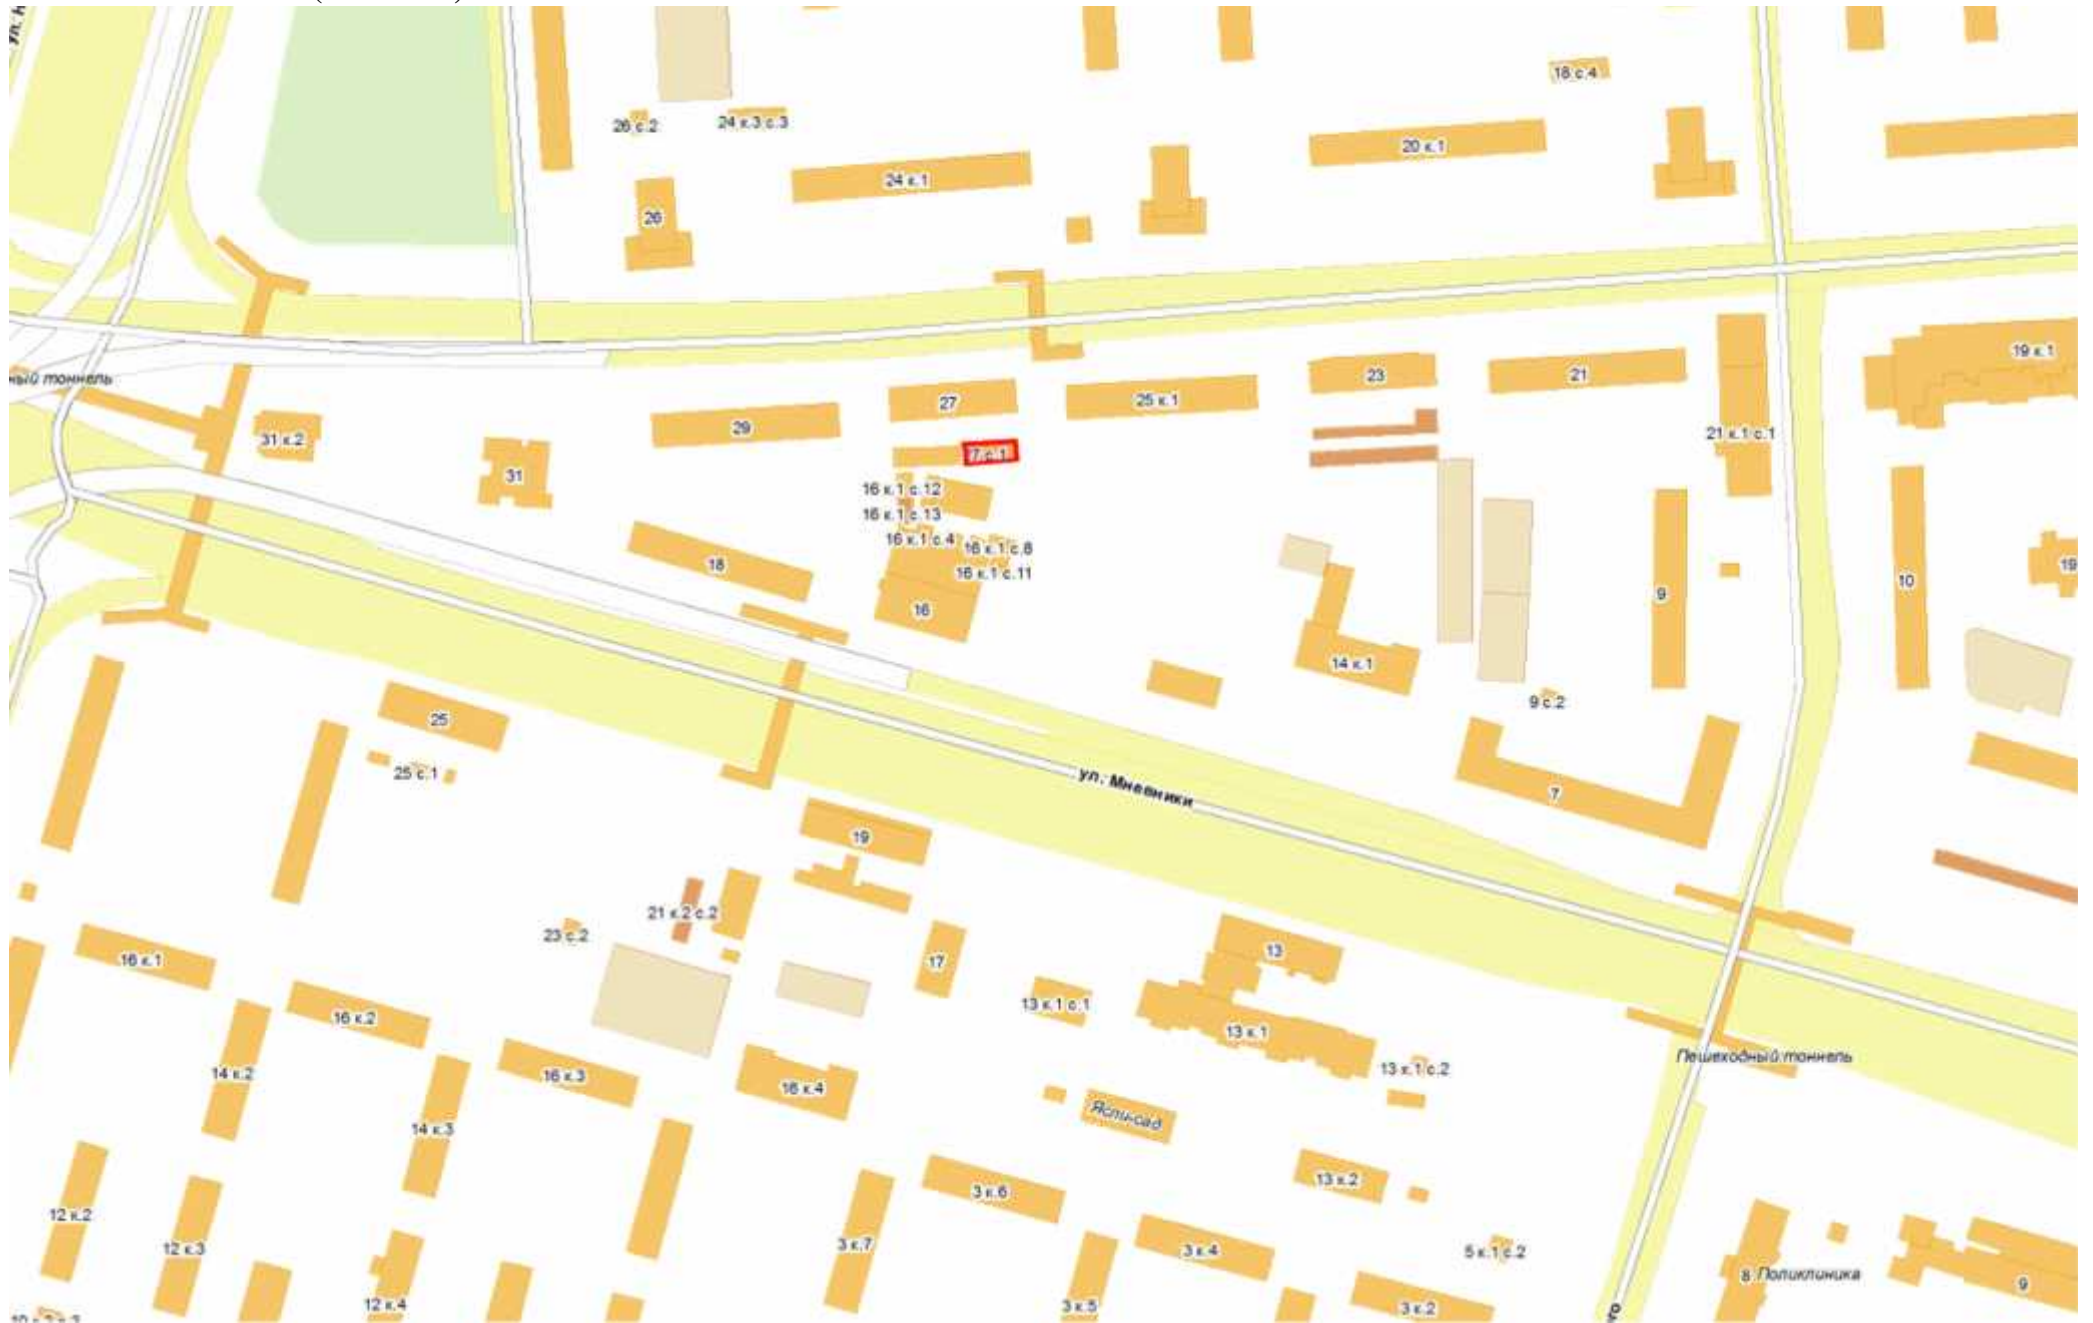 18 с.4
26 с.2
24 к.3 с.3
20 к.1
24 к.1
26
19 к.1
23
21
25 к.1
27
29
21 к.1 с.1
31 к.2
31
16 к.1 с.12
16 к.1 с.13
16 к.1 с.4
16 к.1 с.8
16 к.1 с.11
18
16
9
10
19
14 к.1
9 с.2
25
25 с.1
ул. Мневники
7
19
21 к.2 с.2
23 с.2
17
13
16 к.1
13 к.1 с.1
16 к.2
13 к.1
Пешеходный тоннель
13 к.1 с.2
14 к.2
16 к.3
16 к.4
Ясли-сад
14 к.3
13 к.2
3 к.6
12 к.2
12 к.3
3 к.7
3 к.4
5 к.1 с.2
8 Поликлиника
9
12 к.4
3 к.5
3 к.2